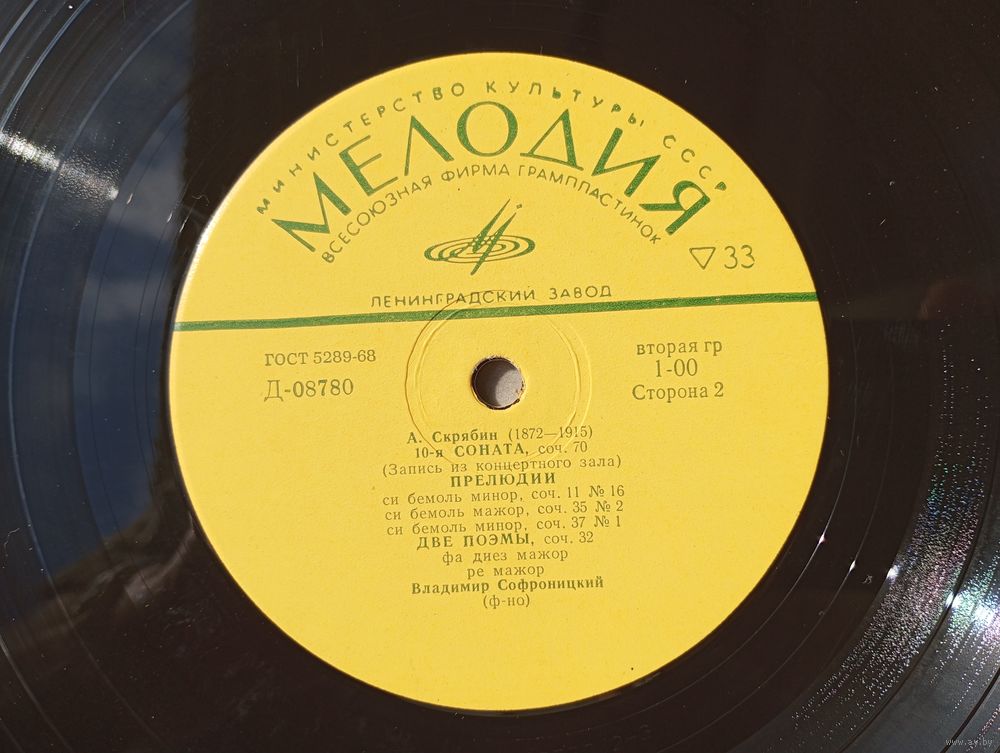 МИНИСТЕРСТВО КУЛЬТУРЫ СССР
МЕЛОДИЯ
ВСЕСОЮЗНАЯ ФИРМА ГРАМПЛАСТИНОК
33
ЛЕНИНГРАДСКИЙ ЗАВОД
ГОСТ 5289-68
Д-08780
вторая гр
1-00
Сторона 2
А. Скрябин (1872—1915)
10-я СОНАТА, соч. 70
(Запись из концертного зала)
ПРЕЛЮДИИ
си бемоль минор, соч. 11 № 16
си бемоль мажор, соч. 35 № 2
си бемоль минор, соч. 37 № 1
ДВЕ ПОЭМЫ, соч. 32
фа диез мажор
ре мажор
Владимир Софроницкий
(ф-но)
www.ay.by